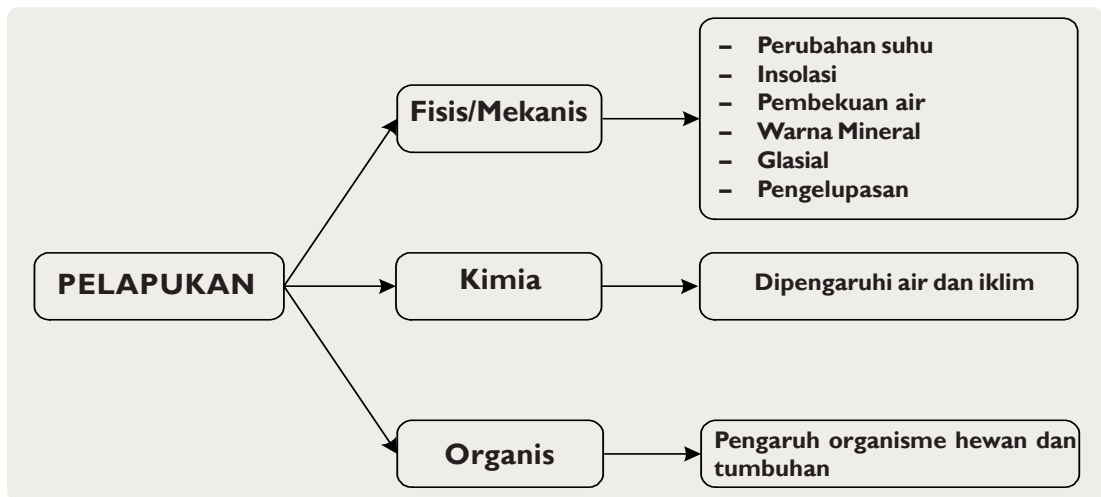 – Perubahan suhu
– Insolasi
– Pembekuan air
– Warna Mineral
– Glasial
– Pengelupasan
Fisis/Mekanis
PELAPUKAN
Kimia
Dipengaruhi air dan iklim
Organis
Pengaruh organisme hewan dan
tumbuhan